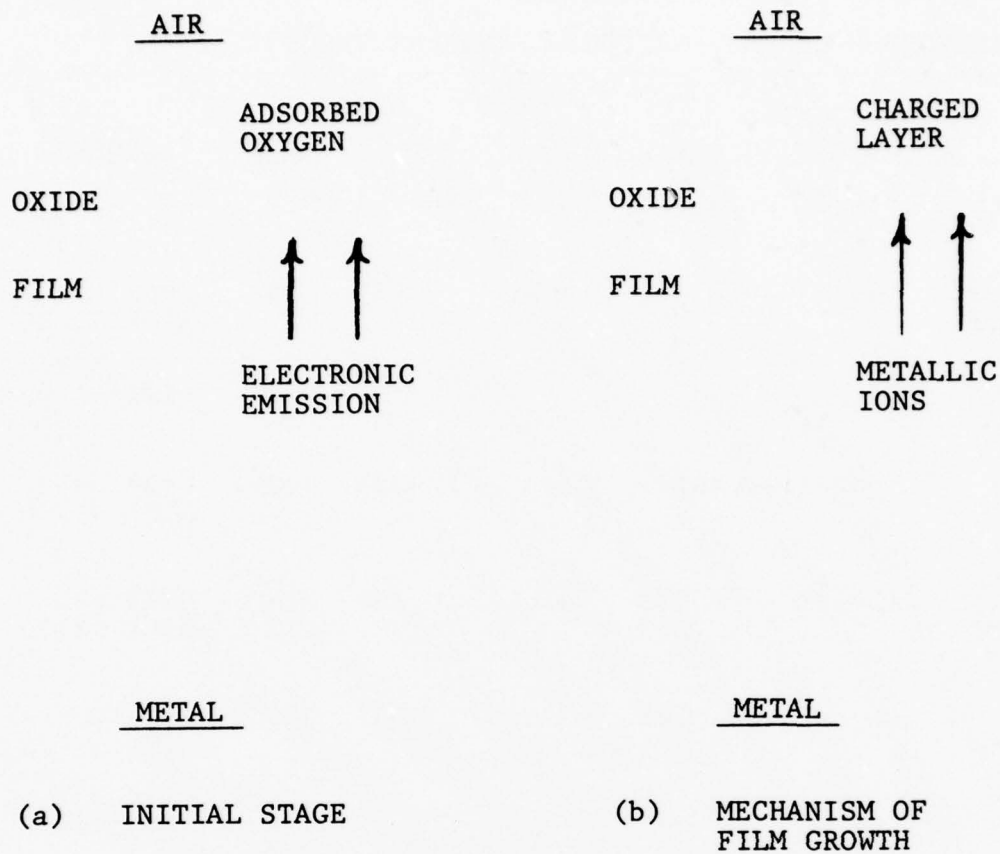 AIR
ADSORBED
OXYGEN
OXIDE
FILM
ELECTRONIC
EMISSION
METAL
(a) INITIAL STAGE
AIR
CHARGED
LAYER
OXIDE
FILM
METALLIC
IONS
METAL
(b) MECHANISM OF
FILM GROWTH